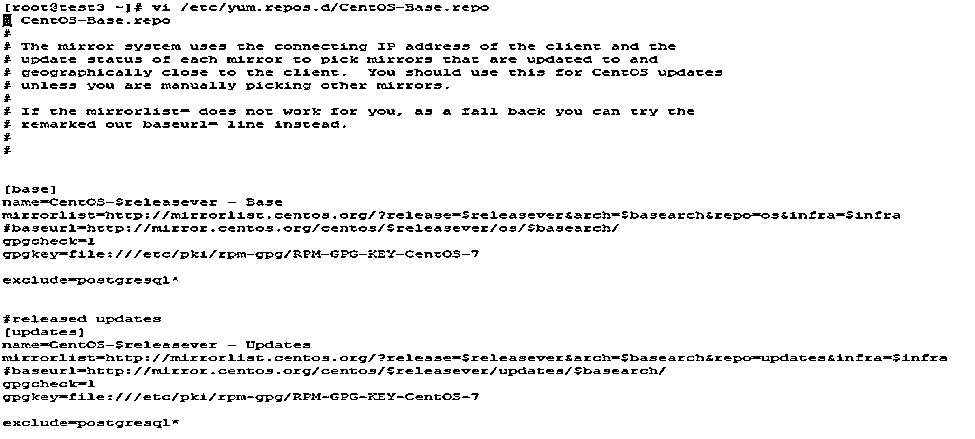 [root@test3 ~]# vi /etc/yum.repos.d/CentOS-Base.repo
# CentOS-Base.repo
#
# The mirror system uses the connecting IP address of the client and the
# update status of each mirror to pick mirrors that are updated to and
# geographically close to the client.  You should use this for CentOS updates
# unless you are manually picking other mirrors.
#
# If the mirrorlist= does not work for you, as a fall back you can try the
# remarked out baseurl= line instead.
#
#
[base]
name=CentOS-$releasever - Base
mirrorlist=http://mirrorlist.centos.org/?release=$releasever&arch=$basearch&repo=os&infra=$infra
#baseurl=http://mirror.centos.org/centos/$releasever/os/$basearch/
gpgcheck=1
gpgkey=file:///etc/pki/rpm-gpg/RPM-GPG-KEY-CentOS-7
exclude=postgresql*
#released updates
[updates]
name=CentOS-$releasever - Updates
mirrorlist=http://mirrorlist.centos.org/?release=$releasever&arch=$basearch&repo=updates&infra=$infra
#baseurl=http://mirror.centos.org/centos/$releasever/updates/$basearch/
gpgcheck=1
gpgkey=file:///etc/pki/rpm-gpg/RPM-GPG-KEY-CentOS-7
exclude=postgresql*